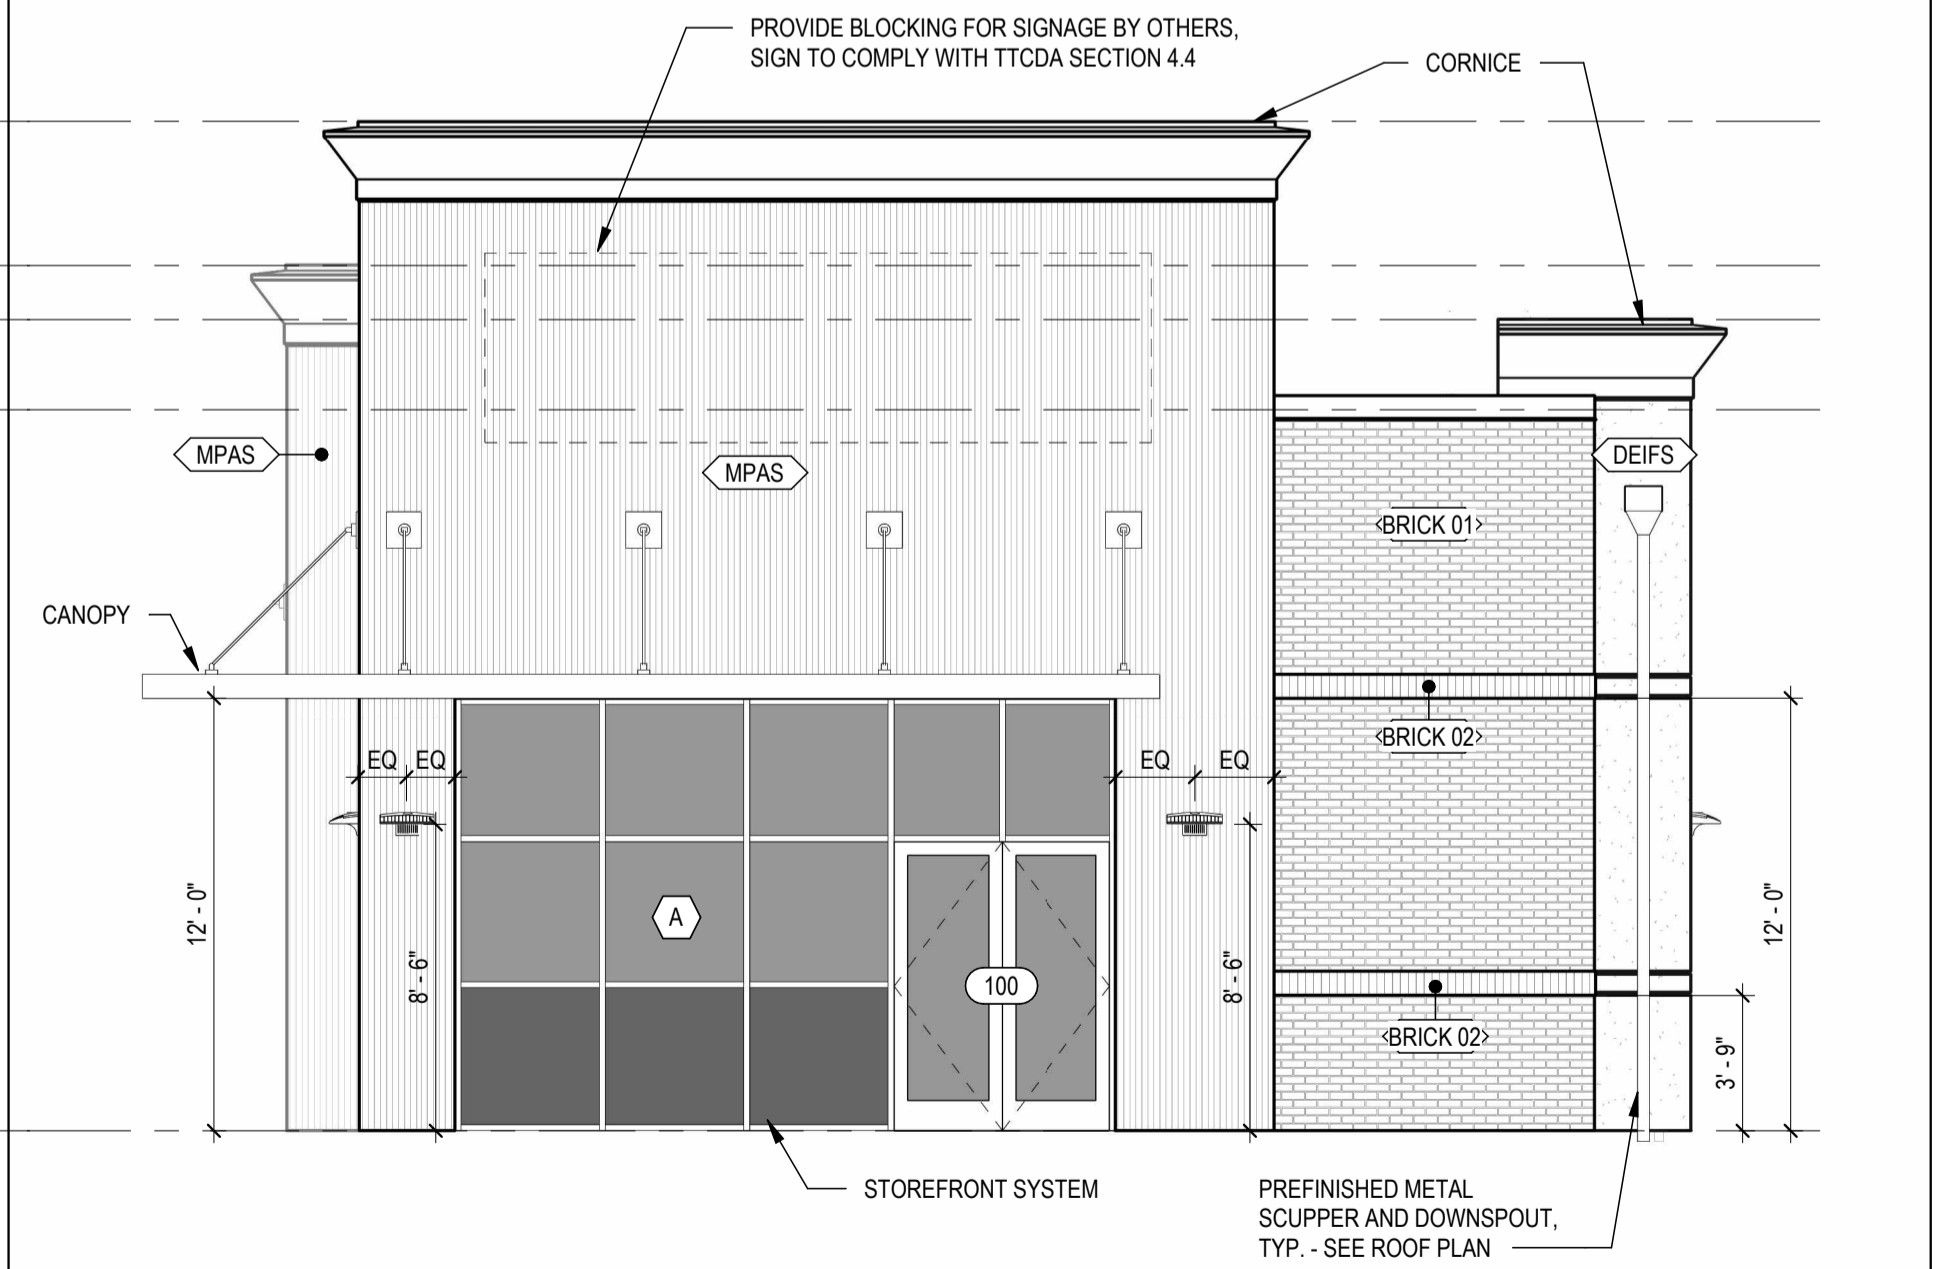 PROVIDE BLOCKING FOR SIGNAGE BY OTHERS,
SIGN TO COMPLY WITH TTCDA SECTION 4.4
CORNICE
MPAS
MPAS
DEIFS
BRICK 01
CANOPY
BRICK 02
EQ EQ
EQ EQ
12' - 0"
8' - 6"
A
100
8' - 6"
12' - 0"
BRICK 02
3' - 9"
STOREFRONT SYSTEM
PREFINISHED METAL
SCUPPER AND DOWNSPOUT,
TYP. - SEE ROOF PLAN